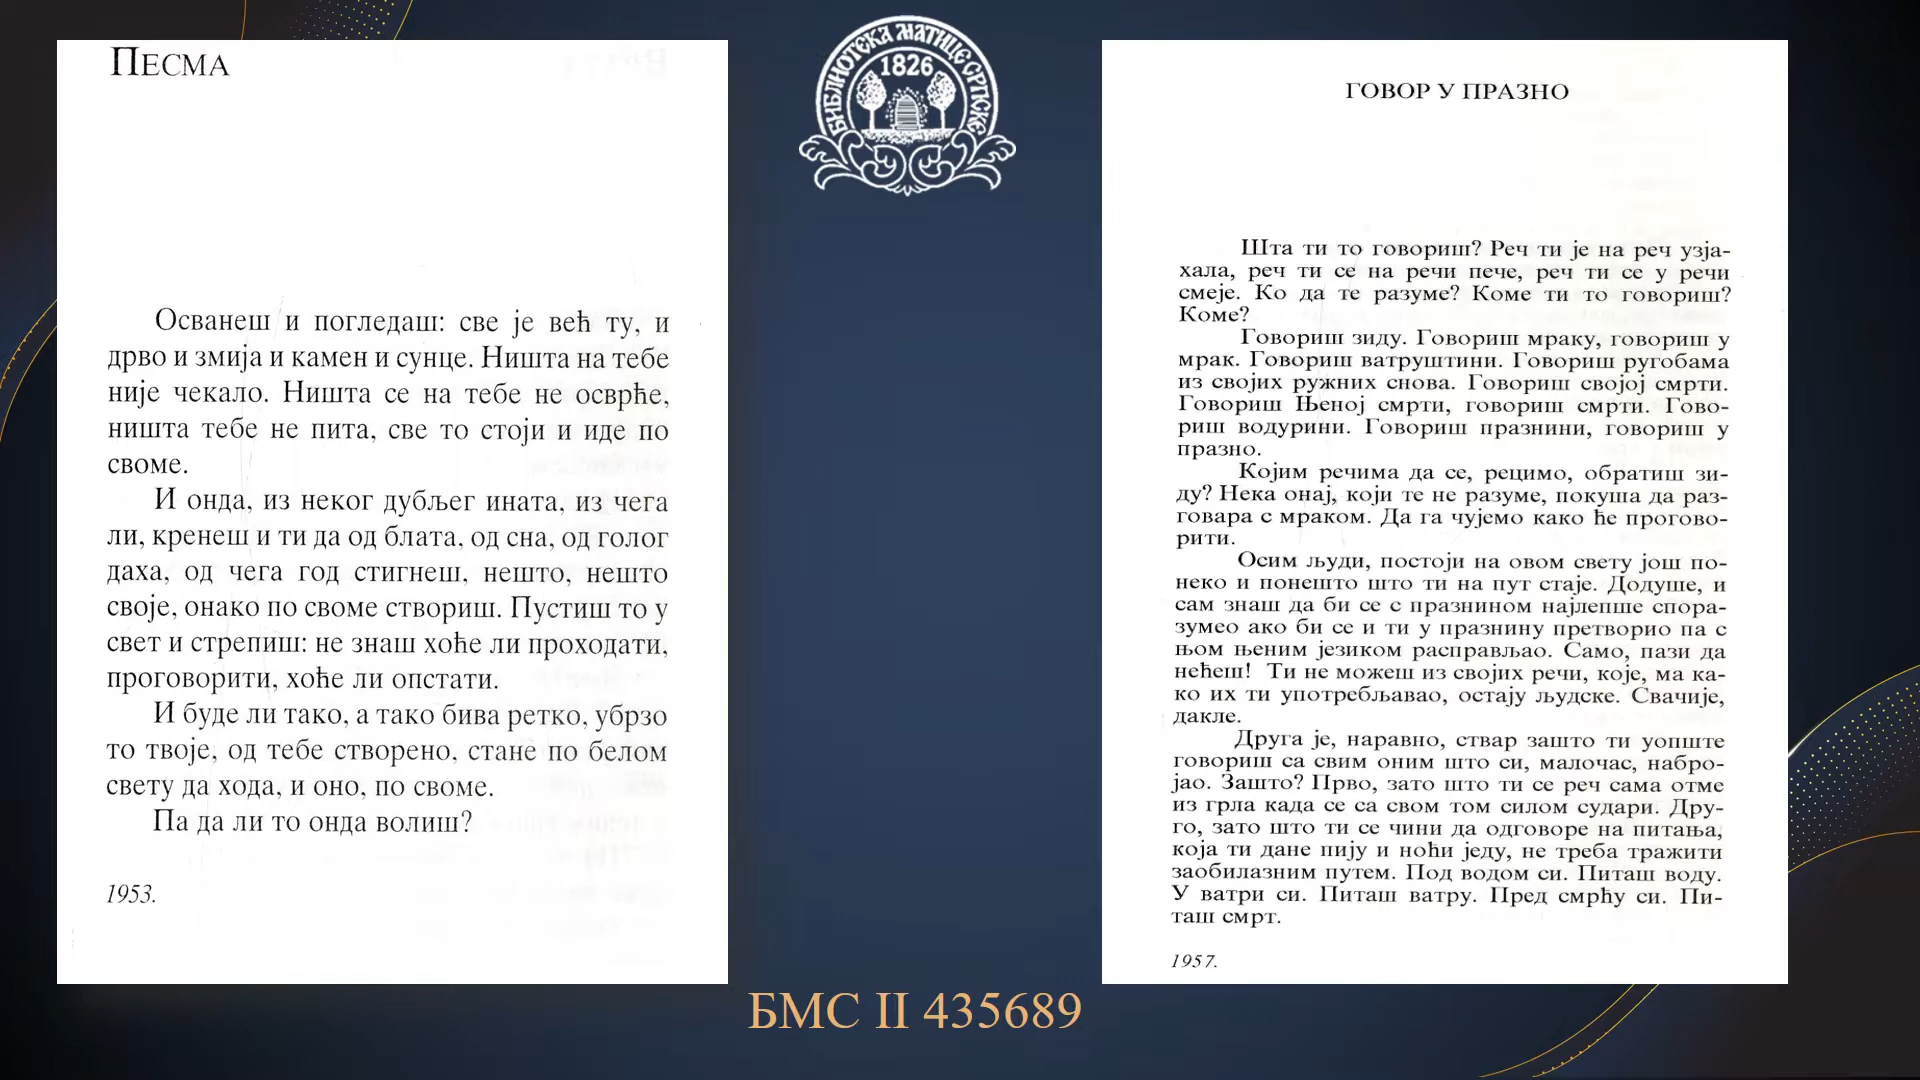 Песма
Осванеш и погледаш: све је већ ту, и
дрво и змија и камен и сунце. Ништа на тебе
није чекало. Ништа се на тебе не осврће,
ништа тебе не пита, све то стоји и иде по
своме.
И онда, из неког дубљег ината, из чега
ли, кренеш и ти да од блата, од сна, од голог
даха, од чега год стигнеш, нешто, нешто
своје, онако по своме створиш. Пустиш то у
свет и стрепиш: не знаш хоће ли проходати,
проговорити, хоће ли опстати.
И буде ли тако, а тако бива ретко, убрзо
то твоје, од тебе створено, стане по белом
свету да хода, и оно, по своме.
Па да ли то онда волиш?
1953.
БИБЛИОТЕКА МАТИЦЕ СРПСКЕ
1826
БМС II 435689
ГОВОР У ПРАЗНО
Шта ти то говориш? Реч ти је на реч узја-
хала, реч ти се на речи пече, реч ти се у речи
смеје. Ко да те разуме? Коме ти то говориш?
Коме?
Говориш зиду. Говориш мраку, говориш у
мрак. Говориш ватруштини. Говориш ругобама
из својих ружних снова. Говориш својој смрти.
Говориш Њеној смрти, говориш смрти. Гово-
риш водурини. Говориш празнини, говориш у
празно.
Којим речима да се, рецимо, обратиш зи-
ду? Нека онај, који те не разуме, покуша да раз-
говара с мраком. Да га чујемо како ће прогово-
рити.
Осим људи, постоји на овом свету још по-
неко и понешто што ти на пут стаје. Додуше, и
сам знаш да би се с празнином најлепше спора-
зумео ако би се и ти у празнину претворио па с
њом њеним језиком расправљао. Само, пази да
нећеш! Ти не можеш из својих речи, које, ма ка-
ко их ти употребљавао, остају људске. Свачије,
дакле.
Друга је, наравно, ствар зашто ти уопште
говориш са свим оним што си, малочас, набро-
јао. Зашто? Прво, зато што ти се реч сама отме
из грла када се са свом том силом судари. Дру-
го, зато што ти се чини да одговоре на питања,
која ти дане пију и ноћи једу, не треба тражити
заобилазним путем. Под водом си. Питаш воду.
У ватри си. Питаш ватру. Пред смрћу си. Пи-
таш смрт.
1957.